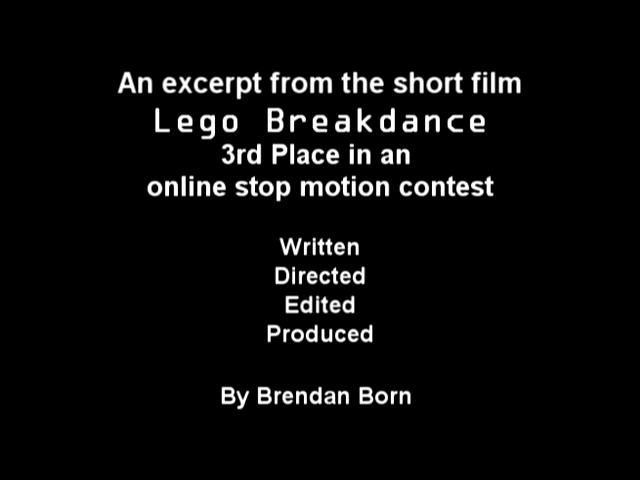 An excerpt from the short film
Lego Breakdance
3rd Place in an
online stop motion contest
Written
Directed
Edited
Produced
By Brendan Born